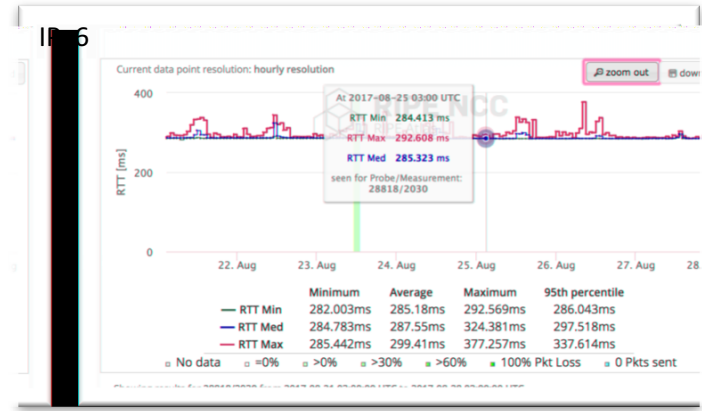 IPv6
Current data point resolution: hourly resolution
zoom out
400
At 2017-08-25 03:00 UTC
RTT Min 284.413 ms
RTT Max 292.608 ms
RTT Med 285.323 ms
seen for Probe/Measurement:
28818/2030
RIPE NCC
RTT [ms]
200
0
22. Aug 23. Aug 24. Aug 25. Aug 26. Aug 27. Aug 28
Minimum Average Maximum 95th percentile
RTT Min 282.003ms 285.18ms 292.569ms 286.043ms
RTT Med 284.783ms 287.55ms 324.381ms 297.518ms
RTT Max 285.442ms 299.41ms 377.257ms 337.614ms
No data =0% >0% >30% >60% 100% Pkt Loss 0 Pkts sent